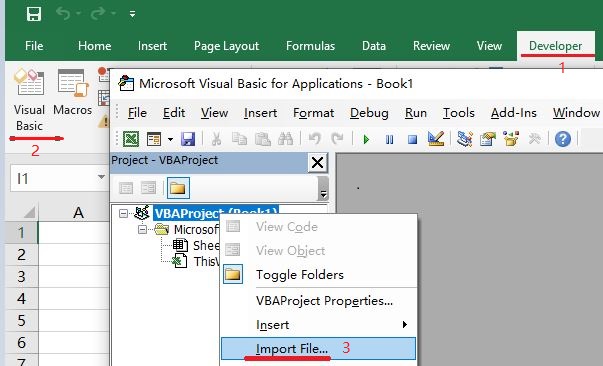 File Home Insert Page Layout Formulas Data Review View Developer
1
Visual Basic
Macros
2
Microsoft Visual Basic for Applications - Book1
File Edit View Insert Format Debug Run Tools Add-Ins Window
Project - VBAProject
I1
A
1
2
3
4
5
6
7
VBAProject (Book1)
Microsof
Shee
ThisW
View Code
View Object
Toggle Folders
VBAProject Properties...
Insert
Import File... 3